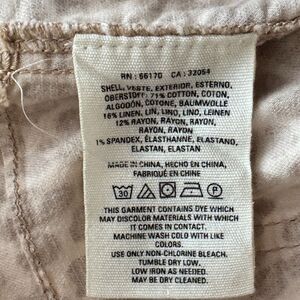 RN : 66170 CA : 32054
SHELL, VESTE, EXTERIOR, ESTERNO,
OBERSTOFF: 71% COTTON, COTON,
ALGODÓN, COTONE, BAUMWOLLE
16% LINEN, LIN, LINO, LINO, LEINEN
12% RAYON, RAYON, RAYON,
RAYON, RAYON
1% SPANDEX, ÉLASTHANNE, ELASTANO,
ELASTAN, ELASTAN
MADE IN CHINA, HECHO EN CHINA,
FABRIQUÉ EN CHINE
30
P
THIS GARMENT CONTAINS DYE WHICH
MAY DISCOLOR MATERIALS WITH WHICH
IT COMES IN CONTACT.
MACHINE WASH COLD WITH LIKE
COLORS.
USE ONLY NON-CHLORINE BLEACH.
TUMBLE DRY LOW.
LOW IRON AS NEEDED.
MAY BE DRY CLEANED.